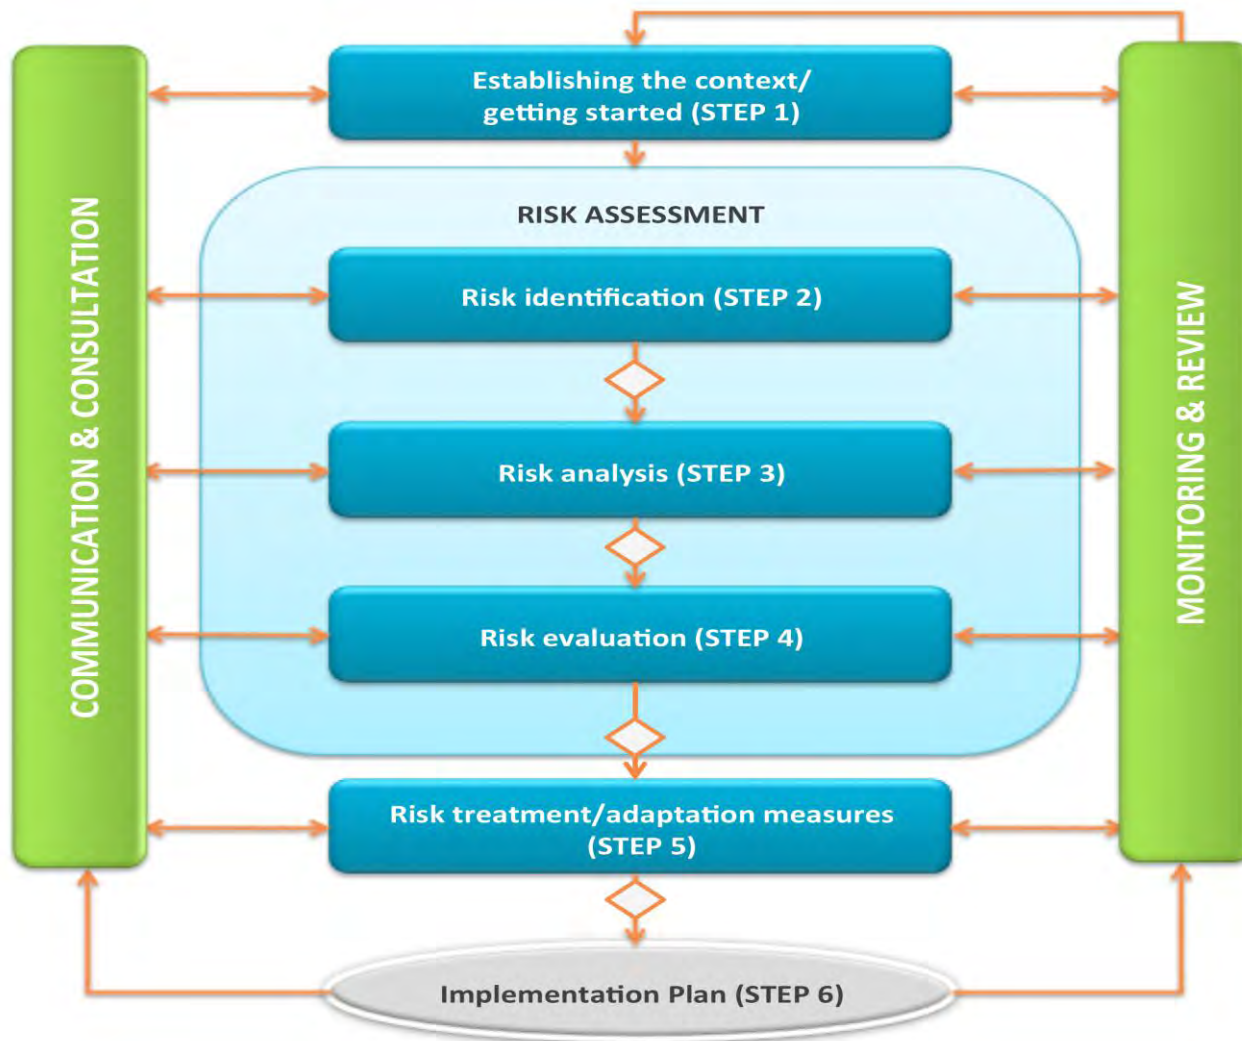 Establishing the context/
getting started (STEP 1)
COMMUNICATION & CONSULTATION
RISK ASSESSMENT
Risk identification (STEP 2)
MONITORING & REVIEW
Risk analysis (STEP 3)
Risk evaluation (STEP 4)
Risk treatment/adaptation measures
(STEP 5)
Implementation Plan (STEP 6)